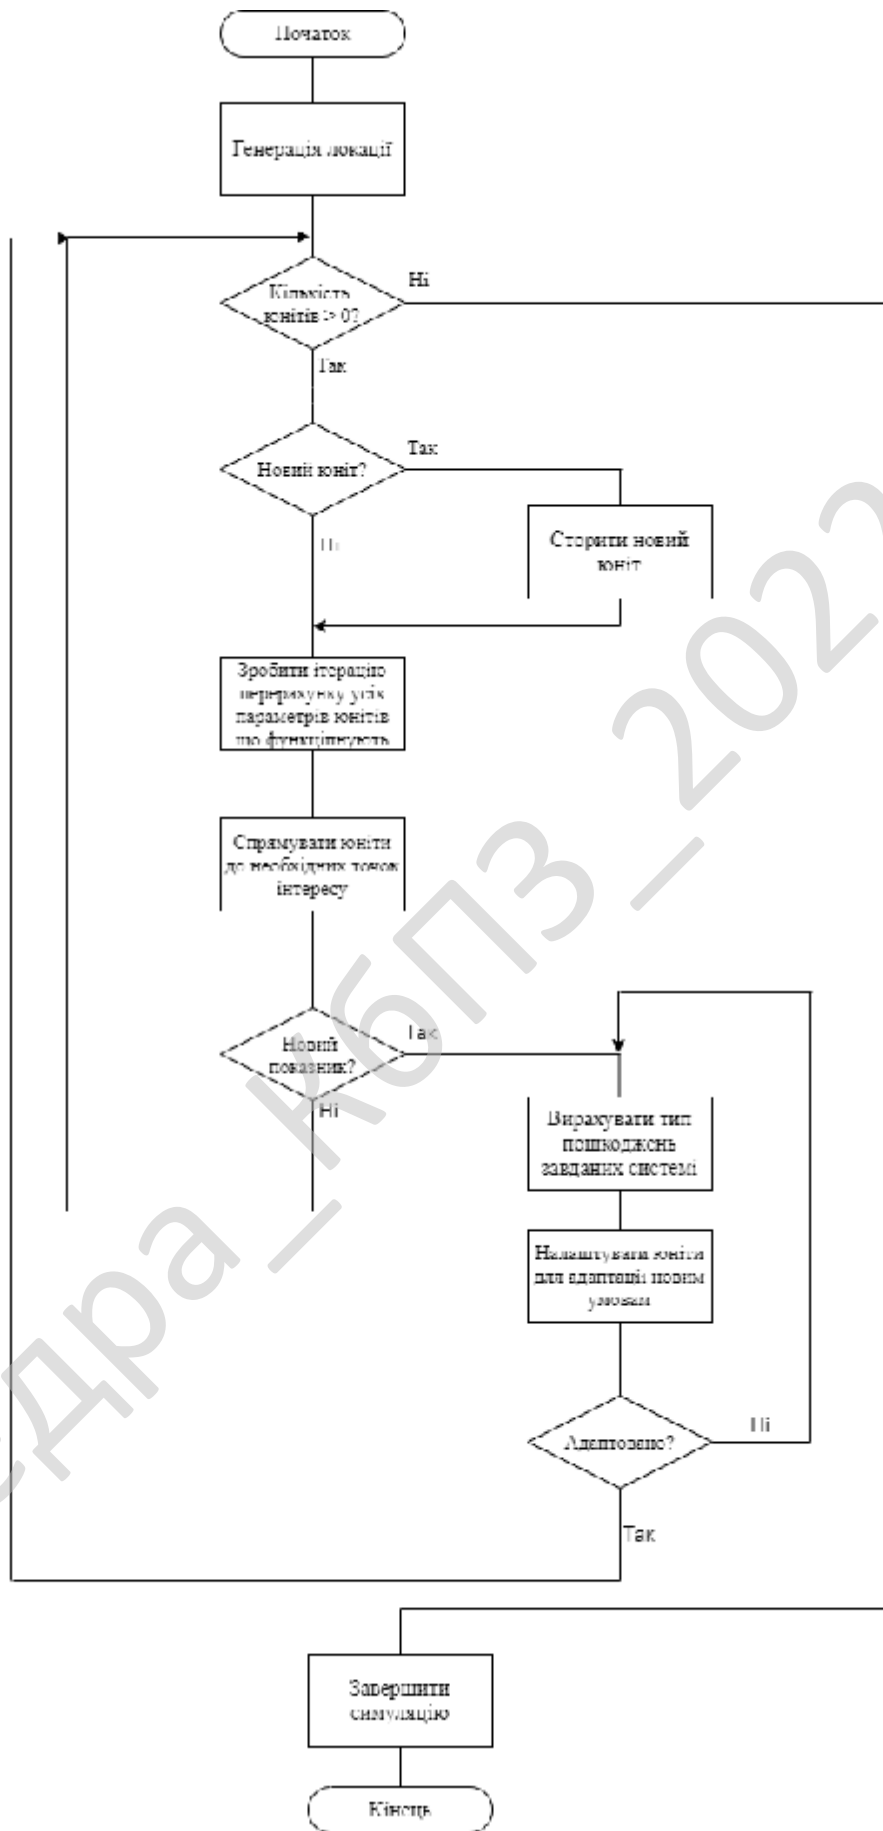 Початок
Генерація локації
Кількість
юнітів > 0?
Ні
Так
Новий юніт?
Так
Ні
Сторити новий
юніт
Зробити ітерацію
перерахунку усіх
параметрів юнітів
що функціонують
Спрямувати юніти
до необхідних точок
інтересу
Новий
показник?
Так
Ні
Вирахувати тип
пошкоджень
завданих системі
Налаштувати юніти
для адаптації новим
умовам
Адаптовано?
Ні
Так
Завершити
симуляцію
Кінець
едра_КбПЗ_202